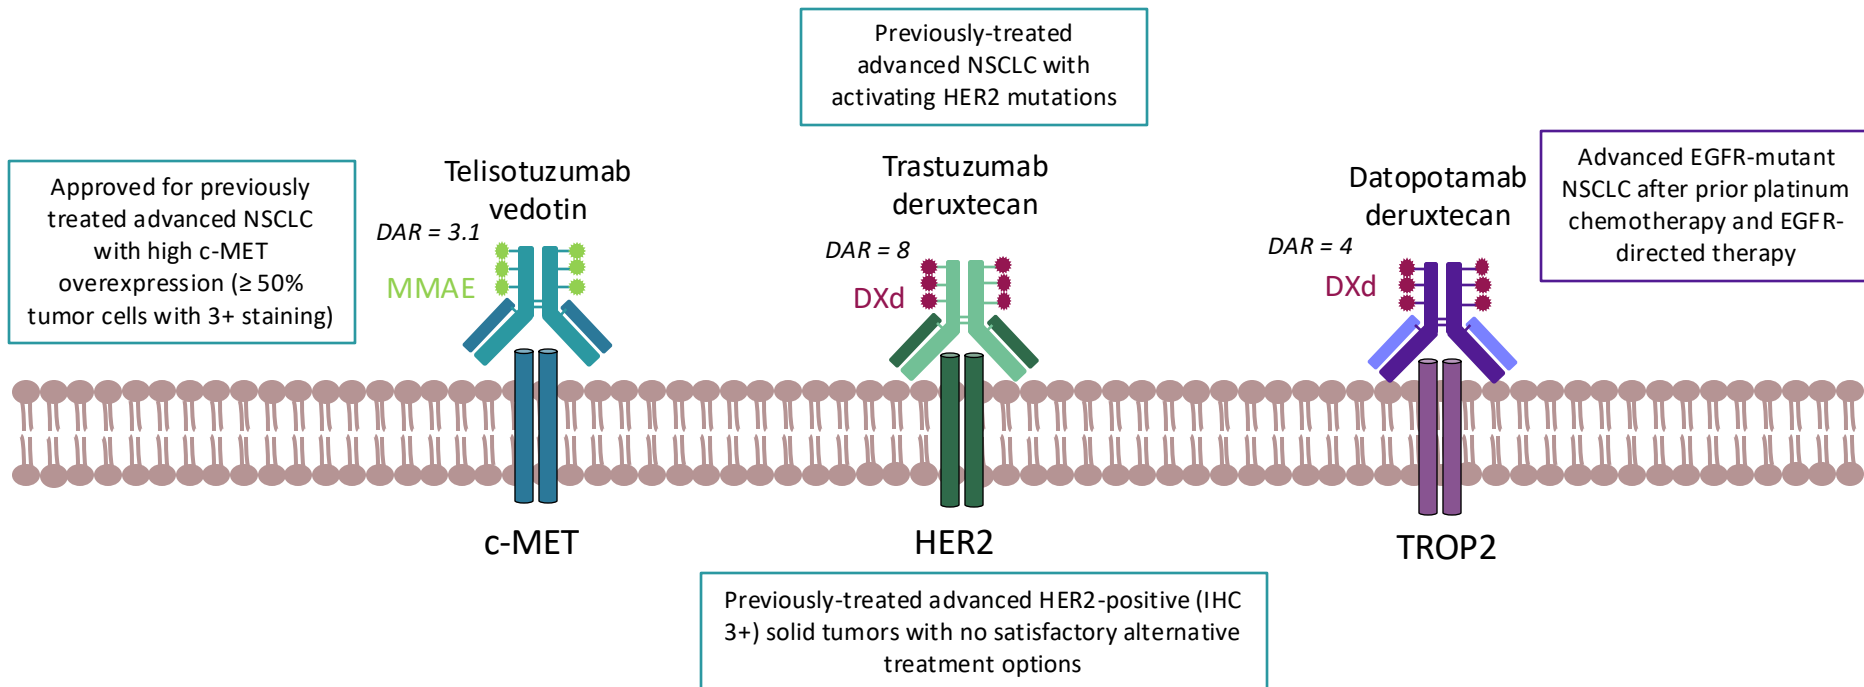 Previously-treated
advanced NSCLC with
activating HER2 mutations
Approved for previously
treated advanced NSCLC
with high c-MET
overexpression (≥ 50%
tumor cells with 3+ staining)
Telisotuzumab
vedotin
DAR = 3.1
MMAE
Trastuzumab
deruxtecan
DAR = 8
DXd
Datopotamab
deruxtecan
DAR = 4
DXd
Advanced EGFR-mutant
NSCLC after prior platinum
chemotherapy and EGFR-
directed therapy
c-MET
HER2
TROP2
Previously-treated advanced HER2-positive (IHC
3+) solid tumors with no satisfactory alternative
treatment options